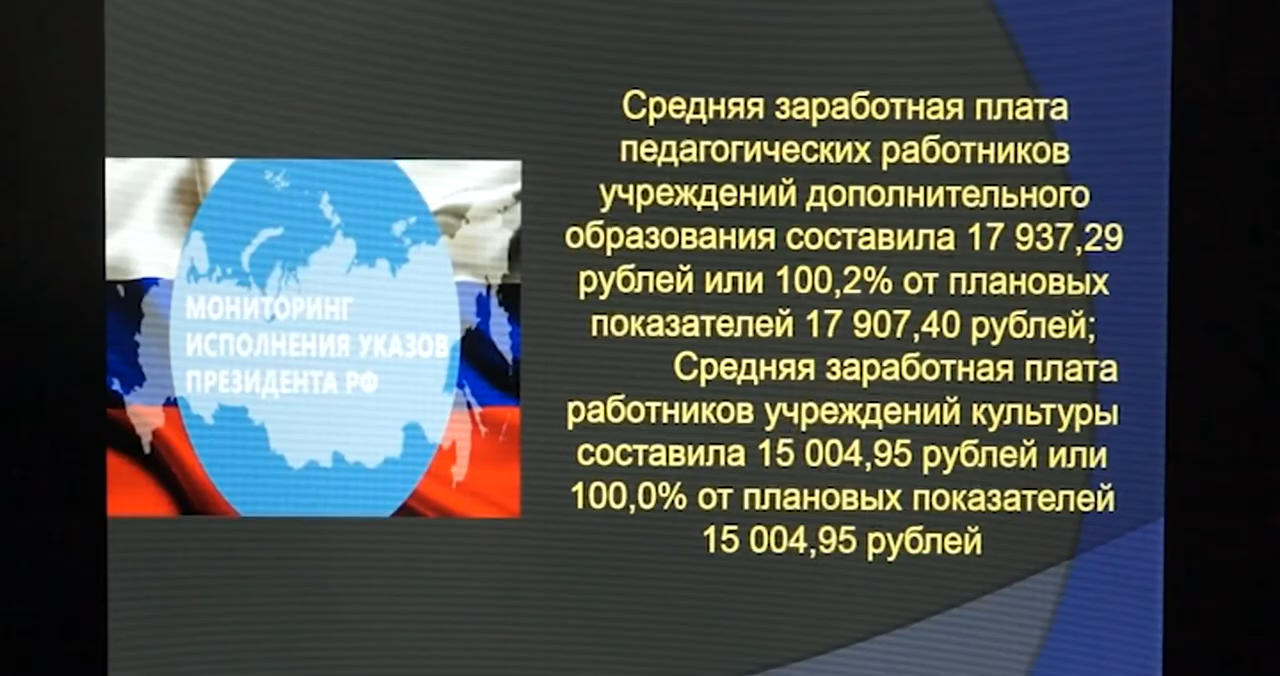 МОНИТОРИНГ
ИСПОЛНЕНИЯ УКАЗОВ
ПРЕЗИДЕНТА РФ
Средняя заработная плата
педагогических работников
учреждений дополнительного
образования составила 17 937,29
рублей или 100,2% от плановых
показателей 17 907,40 рублей;
Средняя заработная плата
работников учреждений культуры
составила 15 004,95 рублей или
100,0% от плановых показателей
15 004,95 рублей